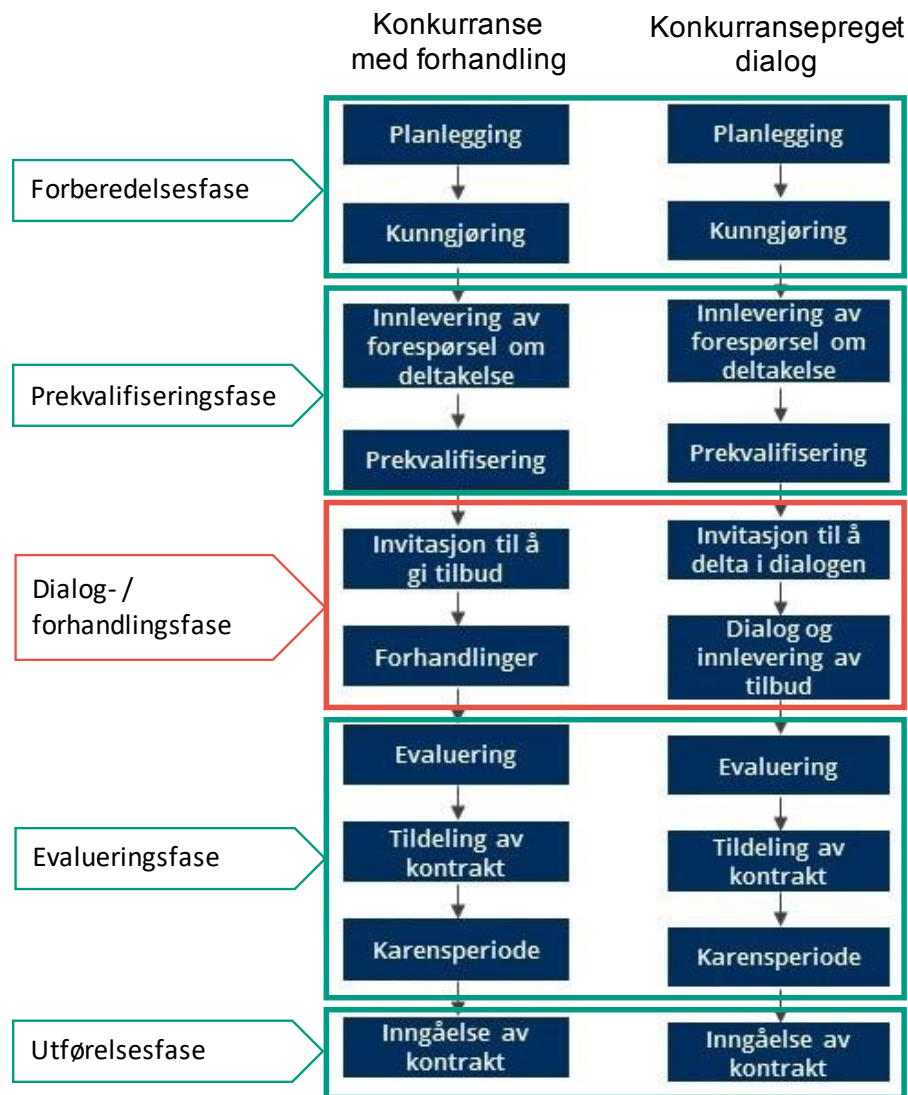 Konkurranse
med forhandling
Konkurransepreget
dialog
Forberedelsesfase
Planlegging
Planlegging
Kunngjøring
Kunngjøring
Prekvalifiseringsfase
Innlevering av
forespørsel om
deltakelse
Innlevering av
forespørsel om
deltakelse
Prekvalifisering
Prekvalifisering
Dialog- /
forhandlingsfase
Invitasjon til å
gi tilbud
Invitasjon til å
delta i dialogen
Forhandlinger
Dialog og
innlevering av
tilbud
Evalueringsfase
Evaluering
Evaluering
Tildeling av
kontrakt
Tildeling av
kontrakt
Karensperiode
Karensperiode
Utførelsesfase
Inngåelse av
kontrakt
Inngåelse av
kontrakt